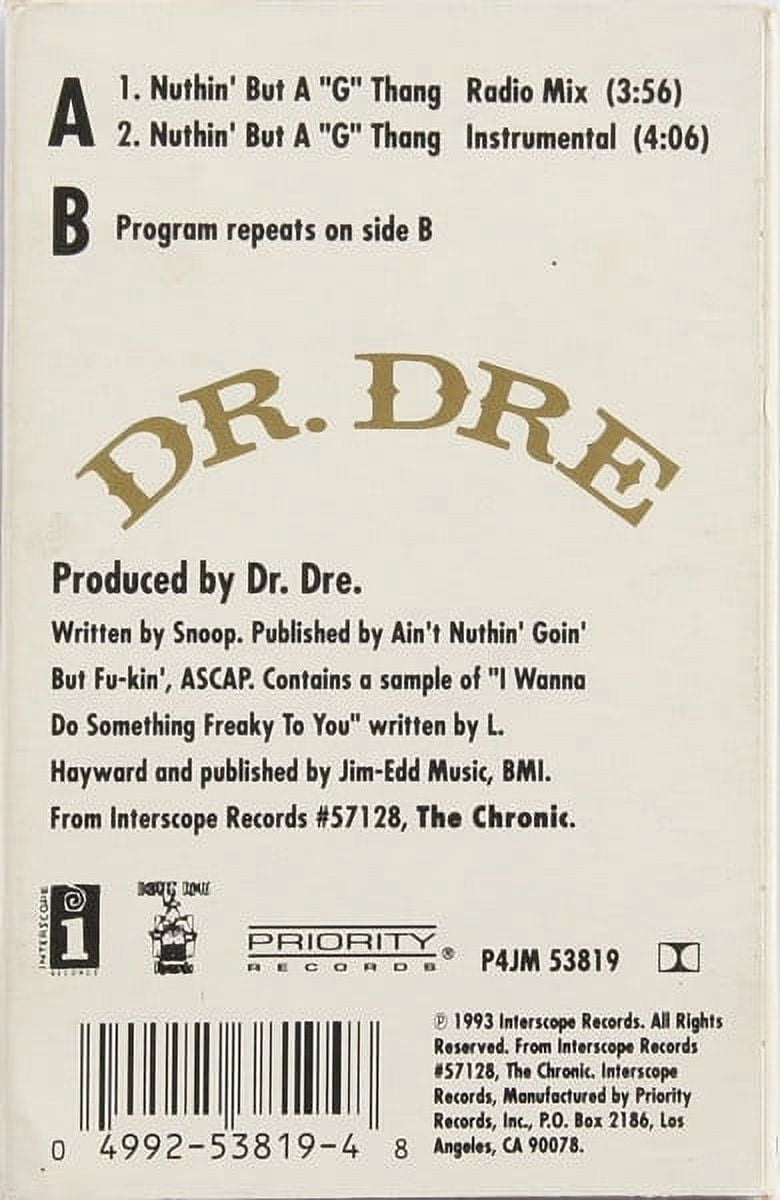 A
1. Nuthin' But A "G" Thang Radio Mix (3:56)
2. Nuthin' But A "G" Thang Instrumental (4:06)
B
Program repeats on side B
DR. DRE
Produced by Dr. Dre.
Written by Snoop. Published by Ain't Nuthin' Goin'
But Fu-kin', ASCAP. Contains a sample of "I Wanna
Do Something Freaky To You" written by L.
Hayward and published by Jim-Edd Music, BMI.
From Interscope Records #57128, The Chronic.
INTERSCOPE
i
RECORDS
PRIORITY®
RECORDS
P4JM 53819
℗ 1993 Interscope Records. All Rights
Reserved. From Interscope Records
#57128, The Chronic. Interscope
Records, Manufactured by Priority
Records, Inc., P.O. Box 2186, Los
Angeles, CA 90078.
0 4992-53819-4 8